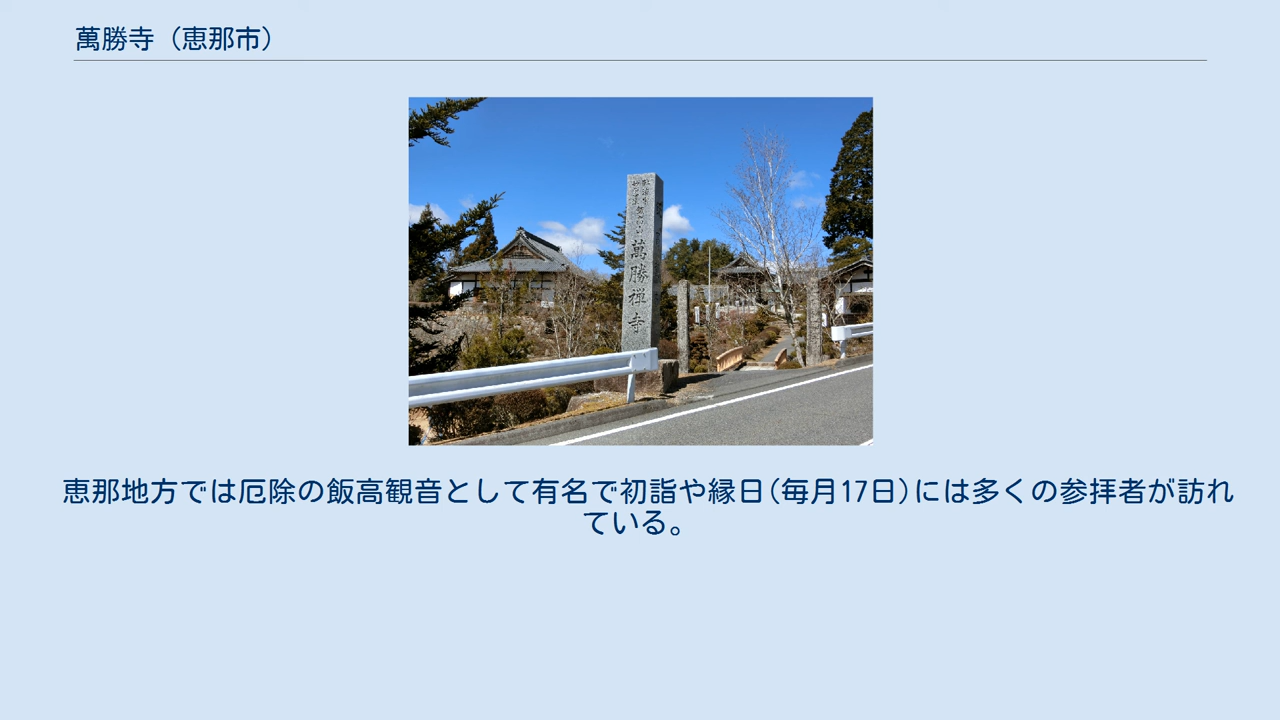 萬勝寺（恵那市）
萬勝禅寺
恵那地方では厄除の飯高観音として有名で初詣や縁日(毎月17日)には多くの参拝者が訪れ
ている。